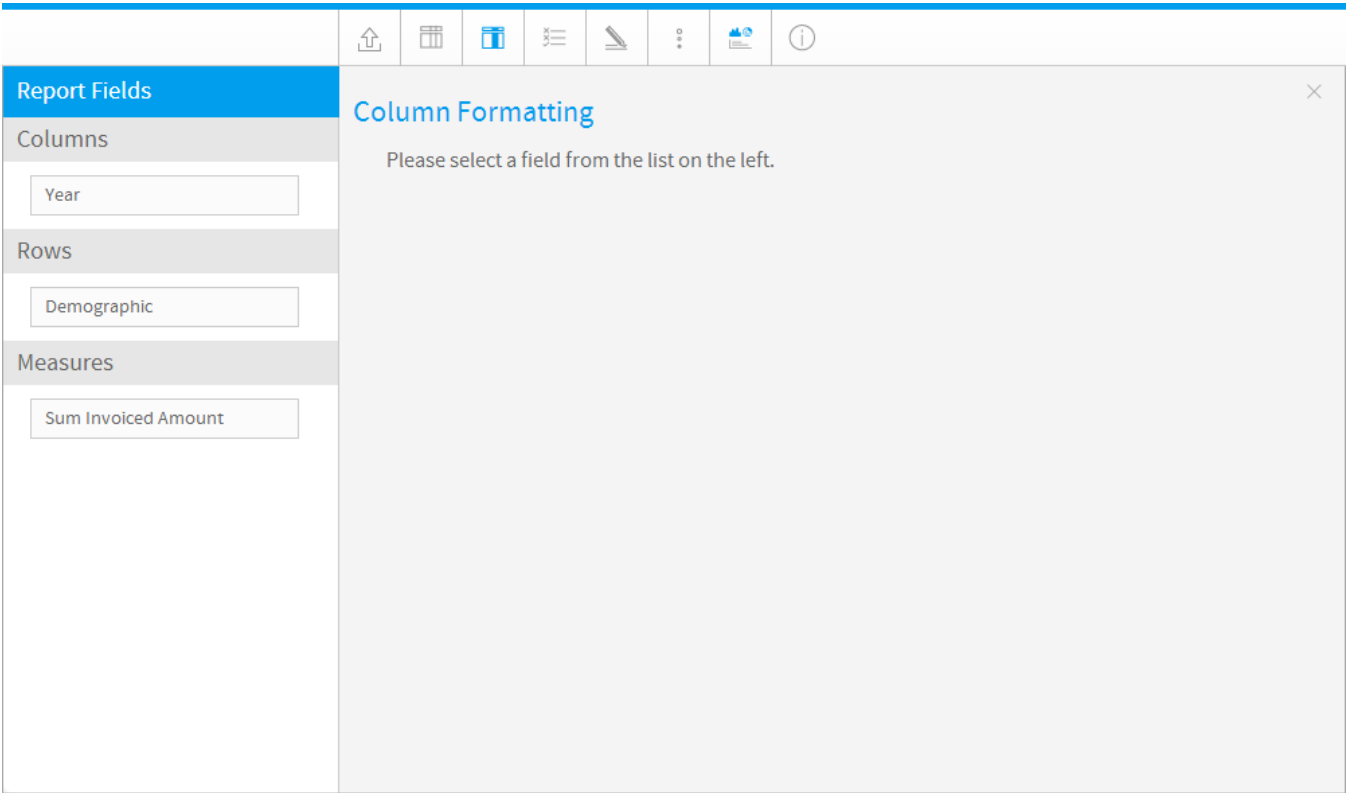 Report Fields
Columns
Year
Rows
Demographic
Measures
Sum Invoiced Amount
Column Formatting
Please select a field from the list on the left.